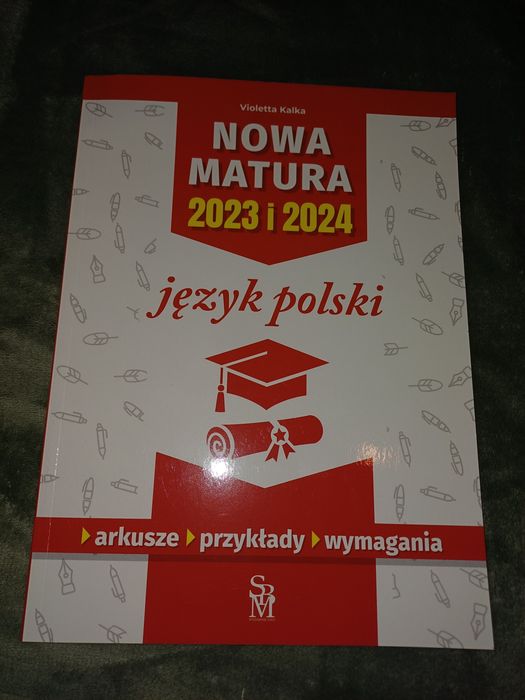 Violetta Kalka
NOWA
MATURA
2023 i 2024
język polski
arkusze przykłady wymagania
SBM